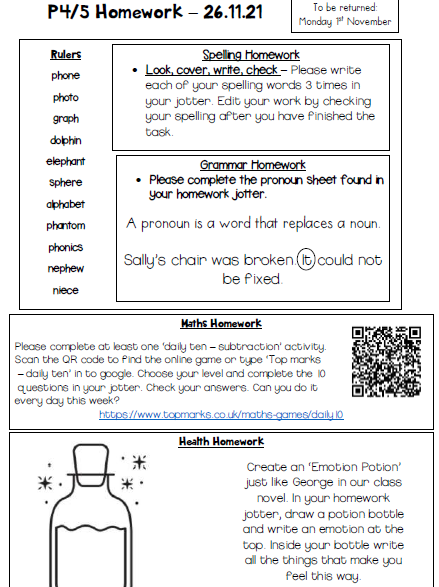 P4/5 Homework – 26.11.21
To be returned:
Monday 1st November
Rulers
phone
photo
graph
dolphin
elephant
sphere
alphabet
phantom
phonics
nephew
niece
Spelling Homework
• Look, cover, write, check – Please write
each of your spelling words 3 times in
your jotter. Edit your work by checking
your spelling after you have finished the
task.
Grammar Homework
• Please complete the pronoun sheet found in
your homework jotter.
A pronoun is a word that replaces a noun.
Sally's chair was broken. It could not
be fixed.
Maths Homework
Please complete at least one 'daily ten – subtraction' activity.
Scan the QR code to find the online game or type 'Top marks
– daily ten' in to google. Choose your level and complete the 10
questions in your jotter. Check your answers. Can you do it
every day this week?
https://www.topmarks.co.uk/maths-games/daily10
Health Homework
Create an 'Emotion Potion'
just like George in our class
novel. In your homework
jotter, draw a potion bottle
and write an emotion at the
top. Inside your bottle write
all the things that make you
feel this way.